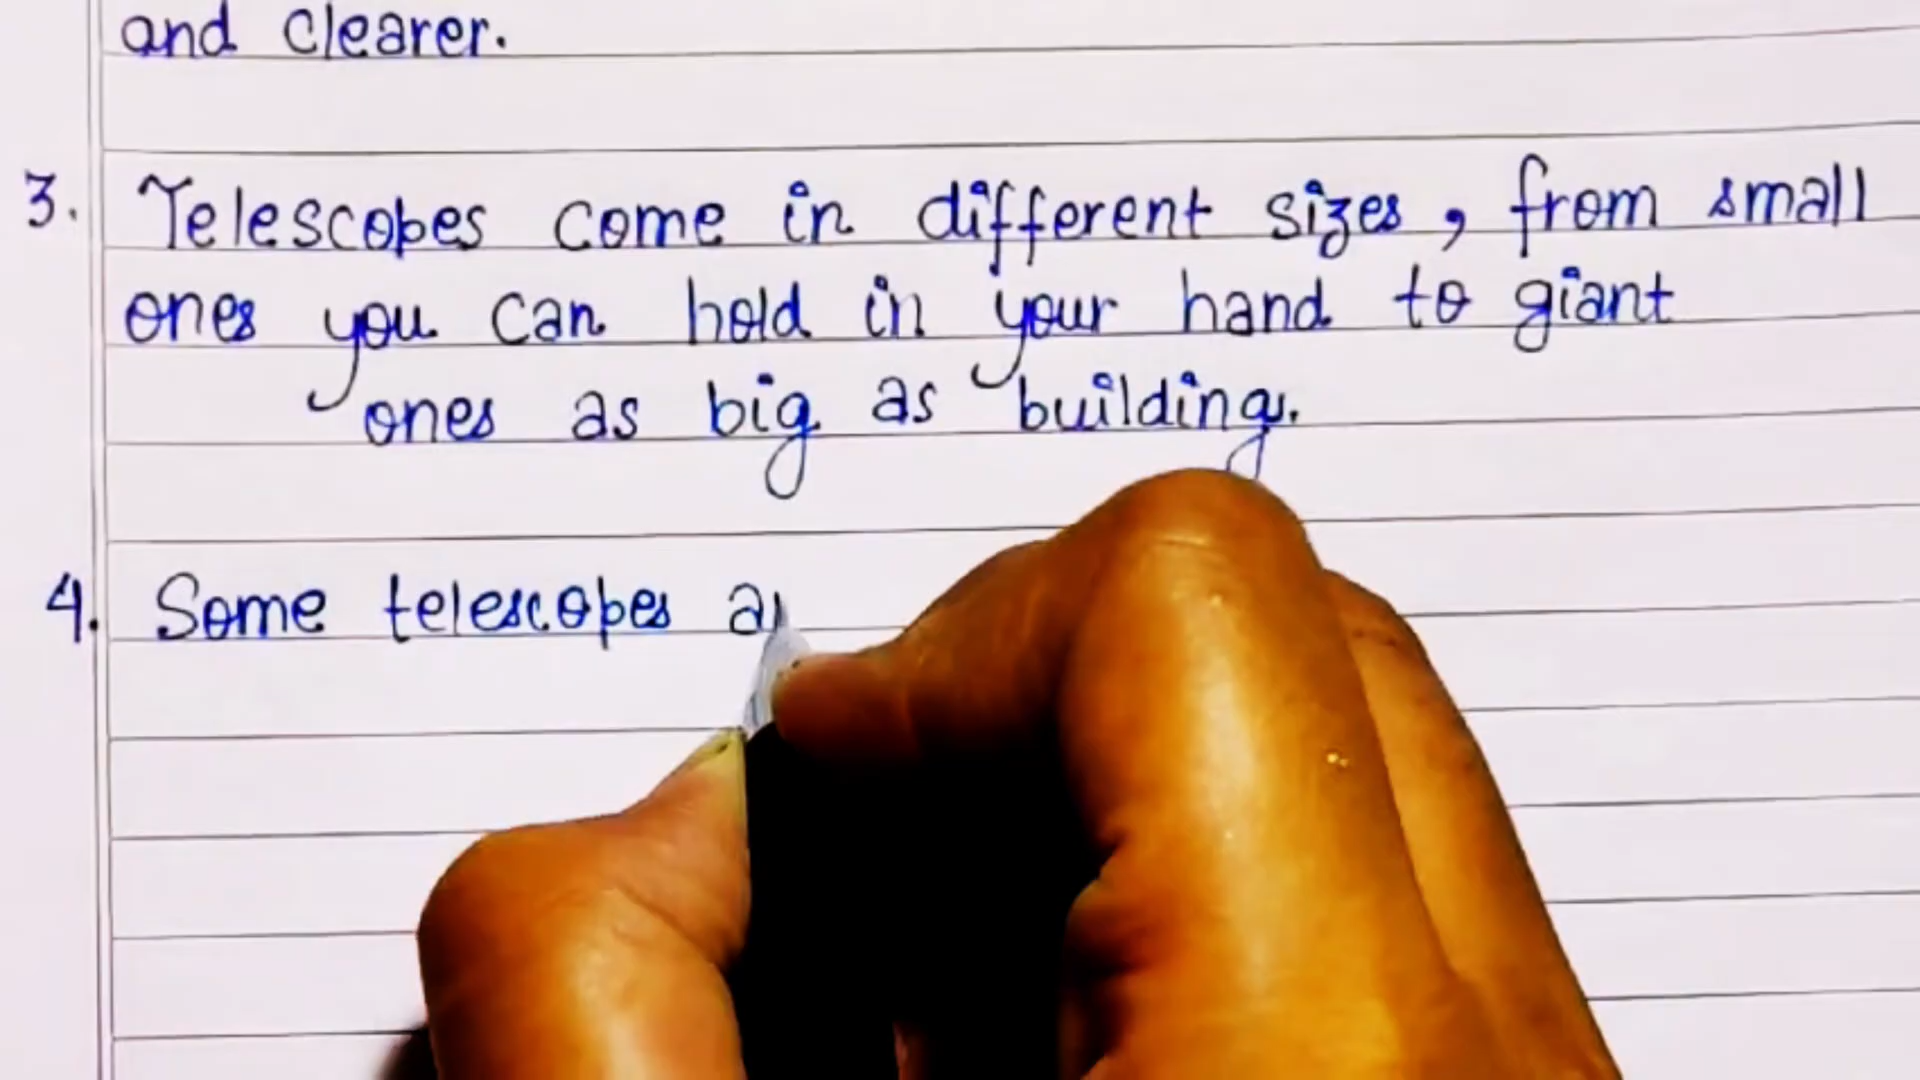 and clearer.
3. Telescopes come in different sizes, from small
ones you can hold in your hand to giant
ones as big as building.
4. Some telescopes a